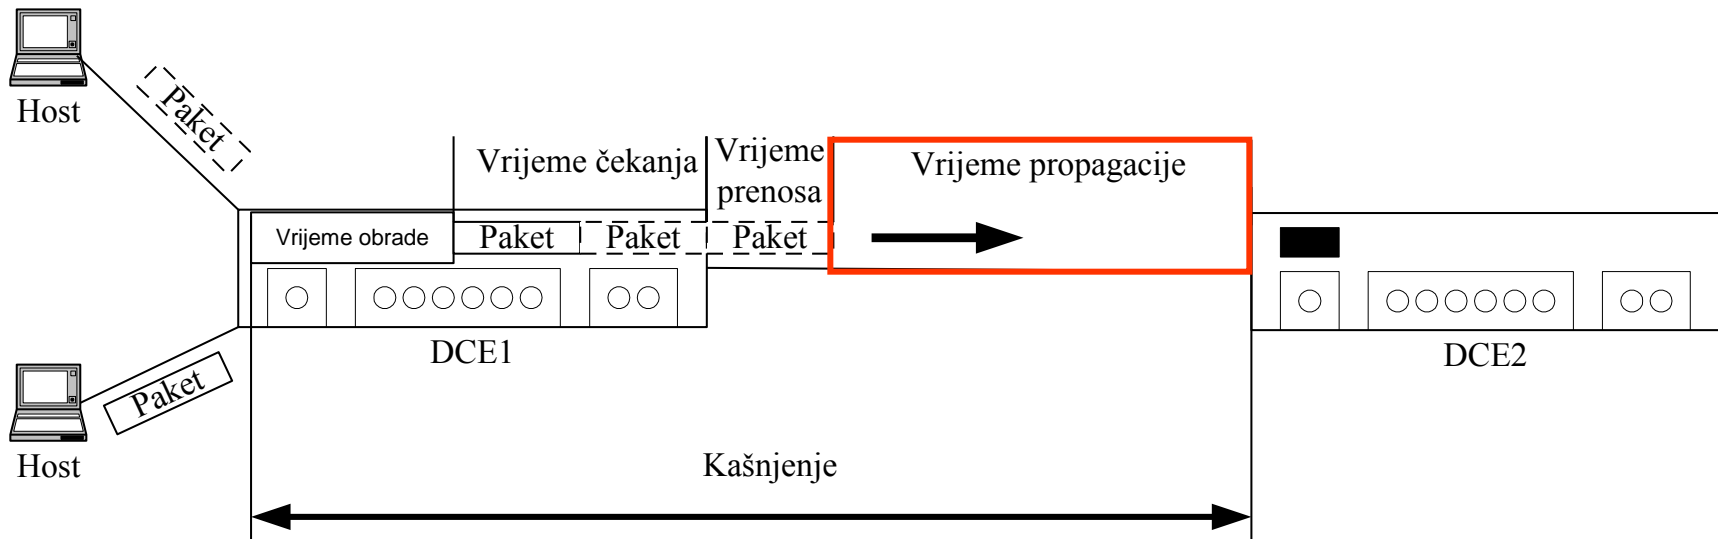 Host
Paket
Vrijeme čekanja
Vrijeme
prenosa
Vrijeme propagacije
Vrijeme obrade
Paket
Paket
Paket
DCE1
DCE2
Paket
Host
Kašnjenje